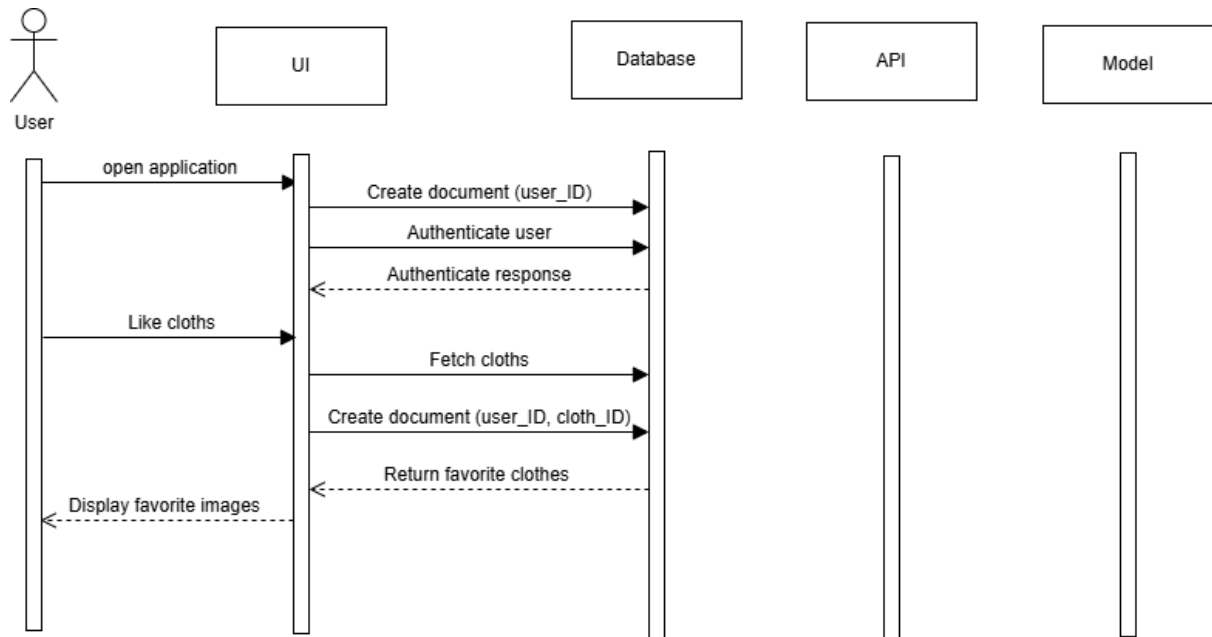 UI
Database
API
Model
User
open application
Create document (user_ID)
Authenticate user
Authenticate response
Like cloths
Fetch cloths
Create document (user_ID, cloth_ID)
Return favorite clothes
Display favorite images